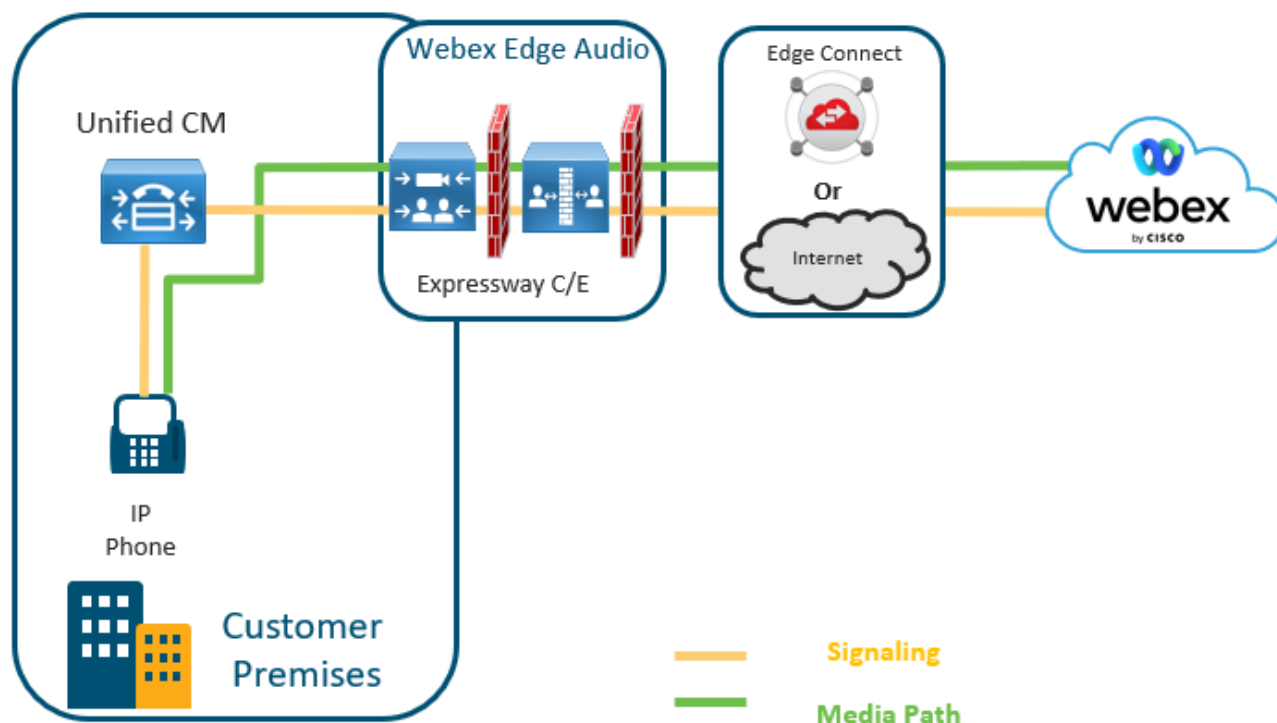 Webex Edge Audio
Edge Connect
Unified CM
Or
webex
by CISCO
Internet
Expressway C/E
IP
Phone
Customer
Premises
Signaling
Media Path